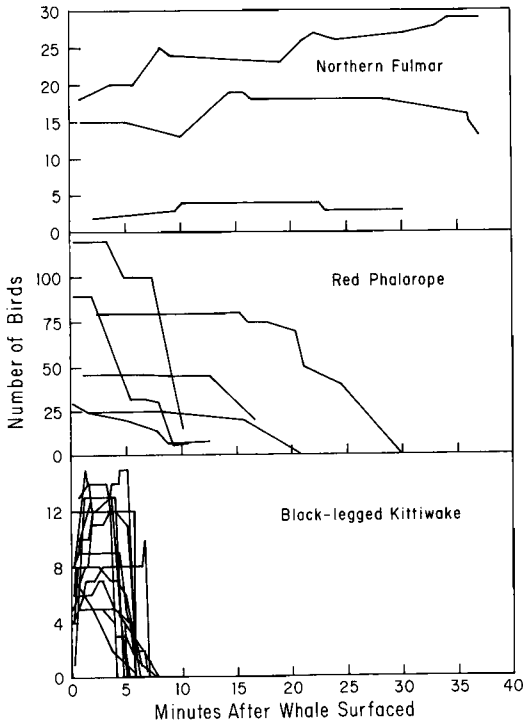 30
25
Northern Fulmar
20
15
10
5
0
100
Red Phalarope
75
50
25
0
12
Black-legged Kittiwake
8
4
0
0 5 10 15 20 25 30 35 40
Minutes After Whale Surfaced
Number of Birds